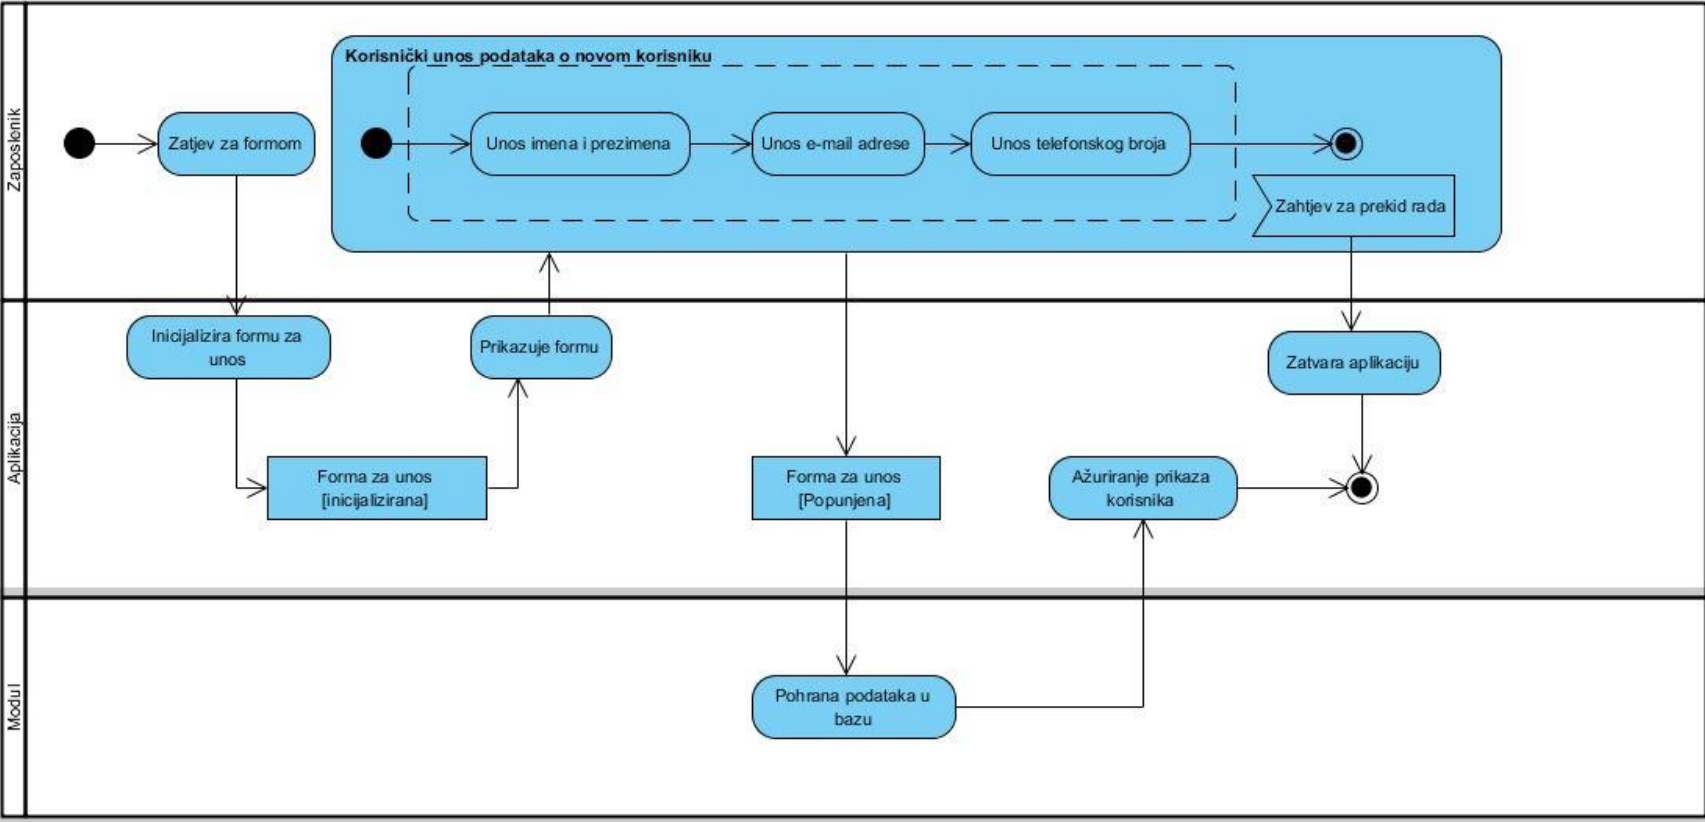 Zaposlenik
Korisnički unos podataka o novom korisniku
Zatjev za formom
Unos imena i prezimena
Unos e-mail adrese
Unos telefonskog broja
Zahtjev za prekid rada
Aplikacija
Inicijalizira formu za
unos
Prikazuje formu
Zatvara aplikaciju
Forma za unos
[inicijalizirana]
Forma za unos
[Popunjena]
Ažuriranje prikaza
korisnika
Modul
Pohrana podataka u
bazu